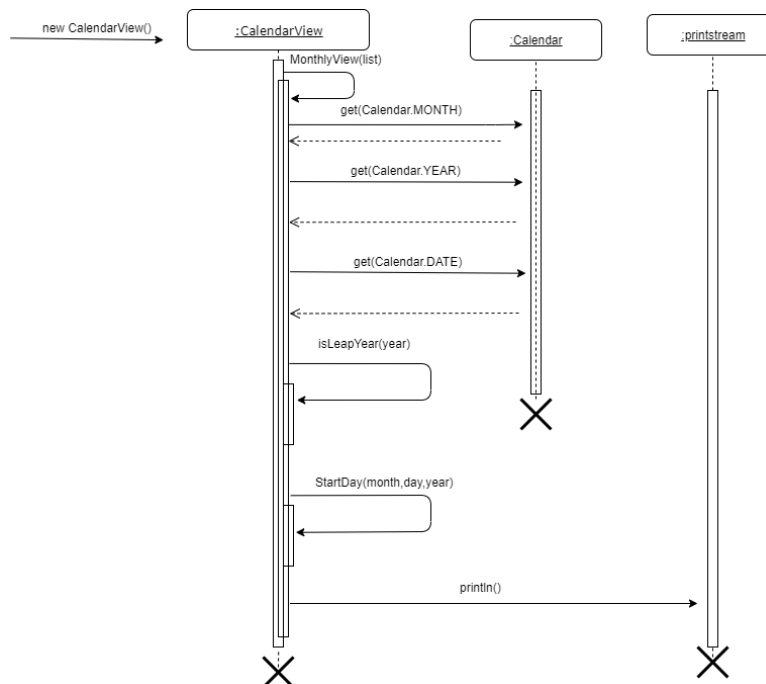 new CalendarView()
:CalendarView
:Calendar
:printstream
MonthlyView(list)
get(Calendar.MONTH)
get(Calendar.YEAR)
get(Calendar.DATE)
isLeapYear(year)
StartDay(month,day,year)
println()